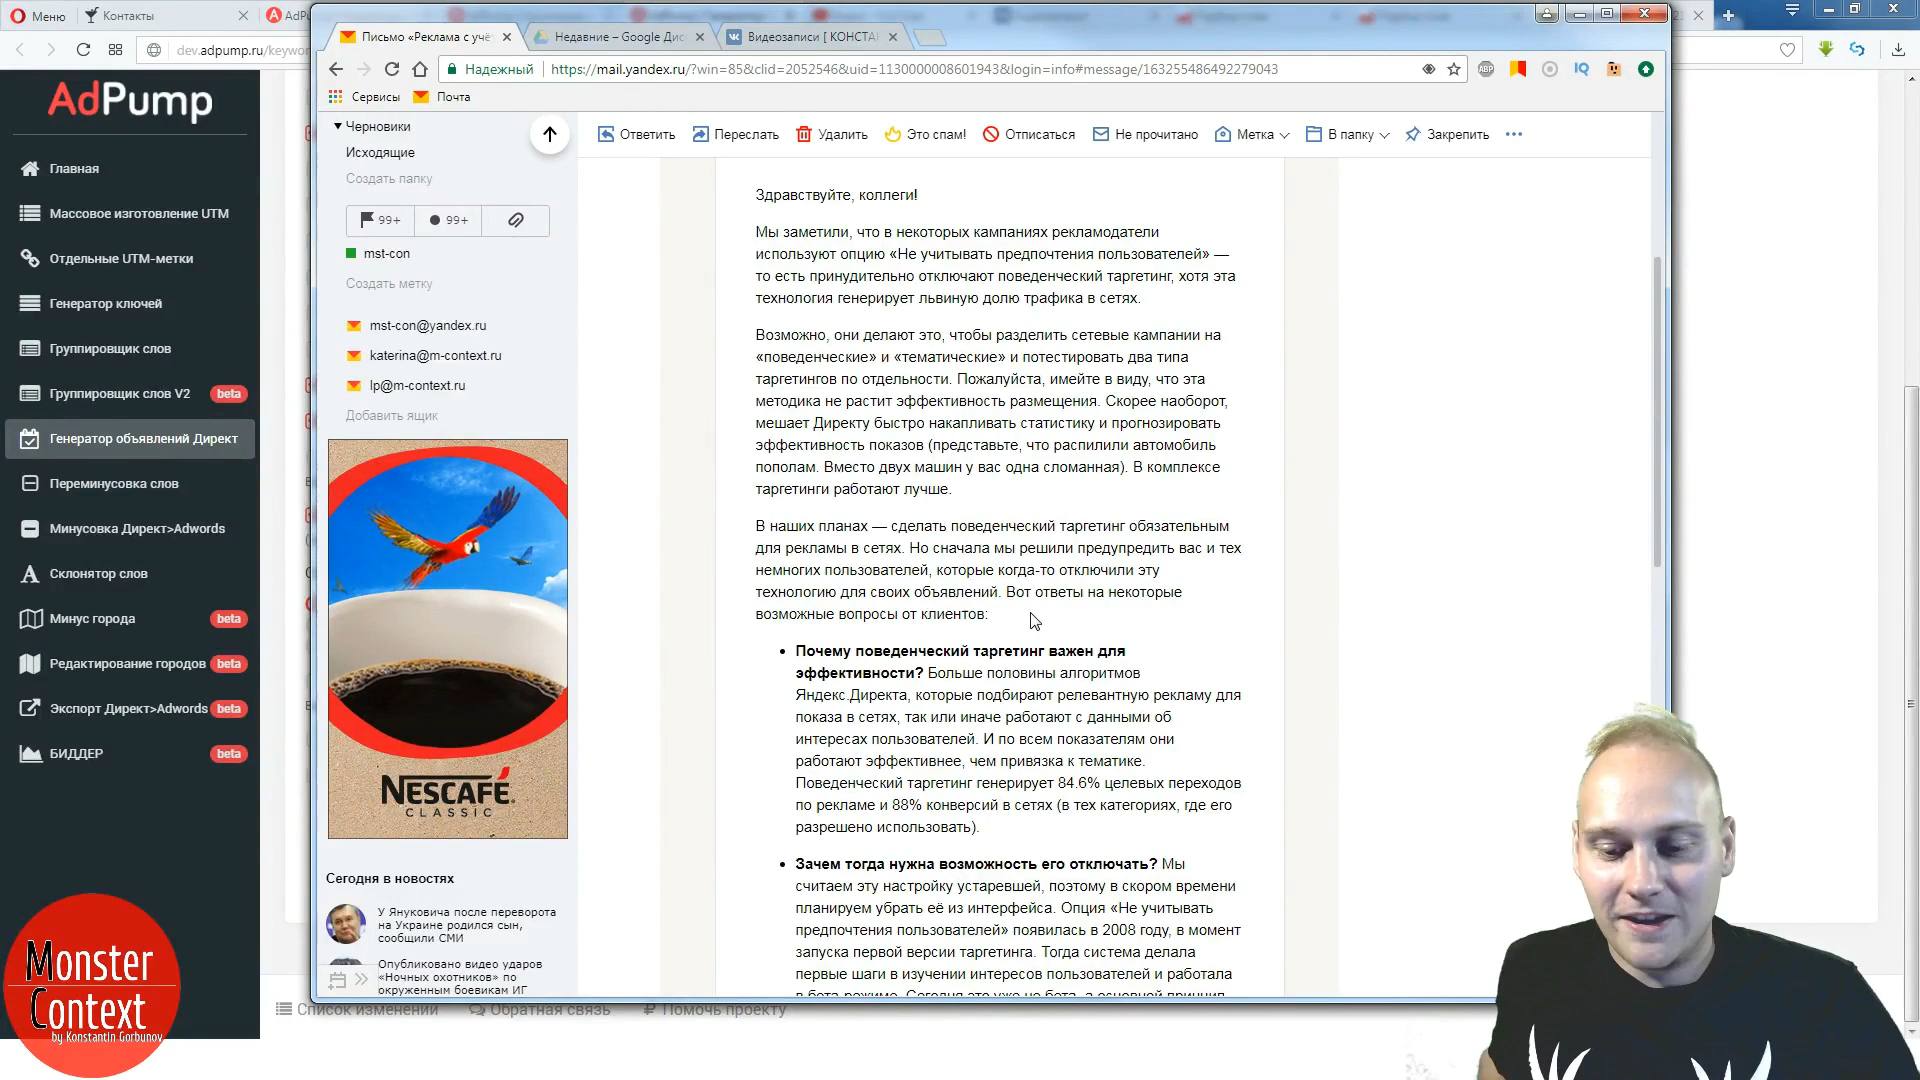 Меню
Контакты
dev.adpump.ru/keywor
AdPump
Главная
Массовое изготовление UTM
Отдельные UTM-метки
Генератор ключей
Группировщик слов
Группировщик слов V2 beta
Генератор объявлений Директ
Переминусовка слов
Минусовка Директ>Adwords
Склонятор слов
Минус города beta
Редактирование городов beta
Экспорт Директ>Adwords beta
БИДДЕР beta
Monster
Context
by Konstantin Gorbunov
Письмо «Реклама с учё
Недавние – Google Дис
Видеозаписи [ КОНСТА
Надежный
https://mail.yandex.ru/?win=85&clid=2052546&uid=1130000008601943&login=info#message/163255486492279043
ABP
IQ
Сервисы
Почта
Черновики
Исходящие
Создать папку
99+
99+
mst-con
Создать метку
mst-con@yandex.ru
katerina@m-context.ru
lp@m-context.ru
Добавить ящик
NESCAFÉ.
CLASSIC
Сегодня в новостях
У Януковича после переворота
на Украине родился сын,
сообщили СМИ
Опубликовано видео ударов
«Ночных охотников» по
окруженным боевикам ИГ
Ответить
Переслать
Удалить
Это спам!
Отписаться
Не прочитано
Метка
В папку
Закрепить
Здравствуйте, коллеги!
Мы заметили, что в некоторых кампаниях рекламодатели
используют опцию «Не учитывать предпочтения пользователей» —
то есть принудительно отключают поведенческий таргетинг, хотя эта
технология генерирует львиную долю трафика в сетях.
Возможно, они делают это, чтобы разделить сетевые кампании на
«поведенческие» и «тематические» и потестировать два типа
таргетингов по отдельности. Пожалуйста, имейте в виду, что эта
методика не растит эффективность размещения. Скорее наоборот,
мешает Директу быстро накапливать статистику и прогнозировать
эффективность показов (представьте, что распилили автомобиль
пополам. Вместо двух машин у вас одна сломанная). В комплексе
таргетинги работают лучше.
В наших планах — сделать поведенческий таргетинг обязательным
для рекламы в сетях. Но сначала мы решили предупредить вас и тех
немногих пользователей, которые когда-то отключили эту
технологию для своих объявлений. Вот ответы на некоторые
возможные вопросы от клиентов:
Почему поведенческий таргетинг важен для
эффективности? Больше половины алгоритмов
Яндекс.Директа, которые подбирают релевантную рекламу для
показа в сетях, так или иначе работают с данными об
интересах пользователей. И по всем показателям они
работают эффективнее, чем привязка к тематике.
Поведенческий таргетинг генерирует 84.6% целевых переходов
по рекламе и 88% конверсий в сетях (в тех категориях, где его
разрешено использовать).
Зачем тогда нужна возможность его отключать? Мы
считаем эту настройку устаревшей, поэтому в скором времени
планируем убрать её из интерфейса. Опция «Не учитывать
предпочтения пользователей» появилась в 2008 году, в момент
запуска первой версии таргетинга. Тогда система делала
первые шаги в изучении интересов пользователей и работала
в бета-режиме. Сегодня это уже не бета, а основной принцип
Список изменений
Обратная связь
Помочь проекту